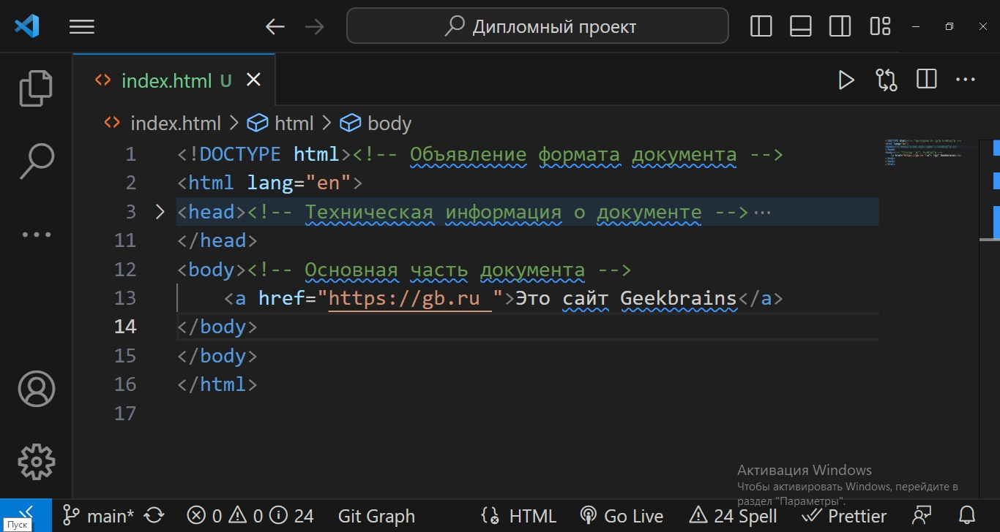 Дипломный проект
index.html U
index.html > html > body
1 <!DOCTYPE html><!-- Объявление формата документа -->
2 <html lang="en">
3 <head><!-- Техническая информация о документе -->···
11 </head>
12 <body><!-- Основная часть документа -->
13 <a href="https://gb.ru ">Это сайт Geekbrains</a>
14 </body>
15 </body>
16 </html>
17
Активация Windows
Чтобы активировать Windows, перейдите в
раздел "Параметры".
main* 0 0 24 Git Graph HTML Go Live 24 Spell Prettier
Пуск